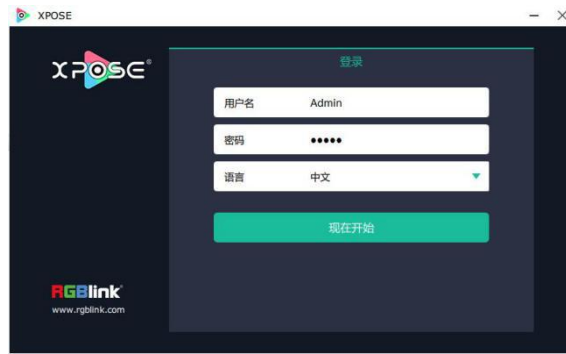 XPOSE
XPOSE®
登录
用户名 Admin
密码 •••••
语言 中文
现在开始
RGBlink
www.rgblink.com